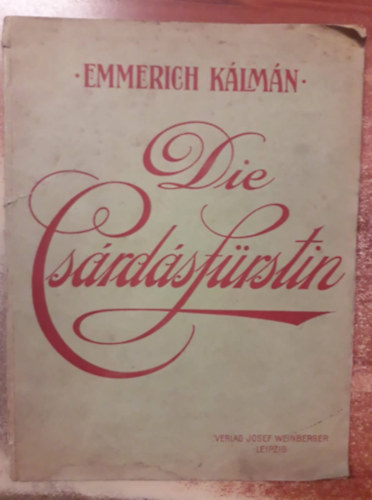 · EMMERICH KÁLMÁN ·
Die
Csárdásfürstin
VERLAG JOSEF WEINBERGER
LEIPZIG